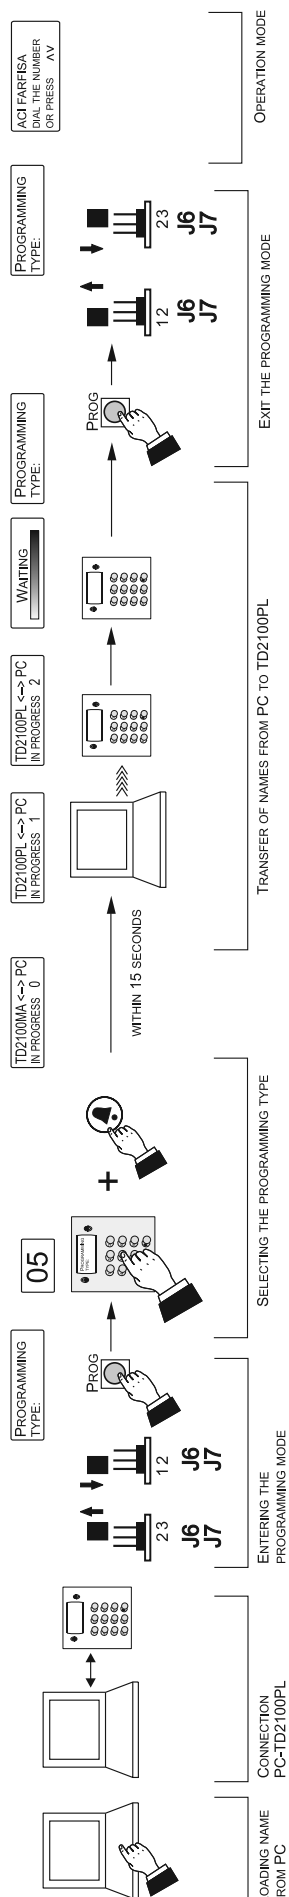 OADING NAME
ROM PC
CONNECTION
PC-TD2100PL
PROGRAMMING
TYPE:
23
J6
J7
12
J6
J7
PROG
ENTERING THE
PROGRAMMING MODE
05
PROGRAMMING
TYPE:
+
SELECTING THE PROGRAMMING TYPE
TD2100MA <–> PC
IN PROGRESS 0
WITHIN 15 SECONDS
TD2100PL <–> PC
IN PROGRESS 1
TD2100PL <–> PC
IN PROGRESS 2
WAITING
PROGRAMMING
TYPE:
TRANSFER OF NAMES FROM PC TO TD2100PL
PROG
12
J6
J7
PROGRAMMING
TYPE:
23
J6
J7
EXIT THE PROGRAMMING MODE
ACI FARFISA
DIAL THE NUMBER
OR PRESS ΛV
OPERATION MODE